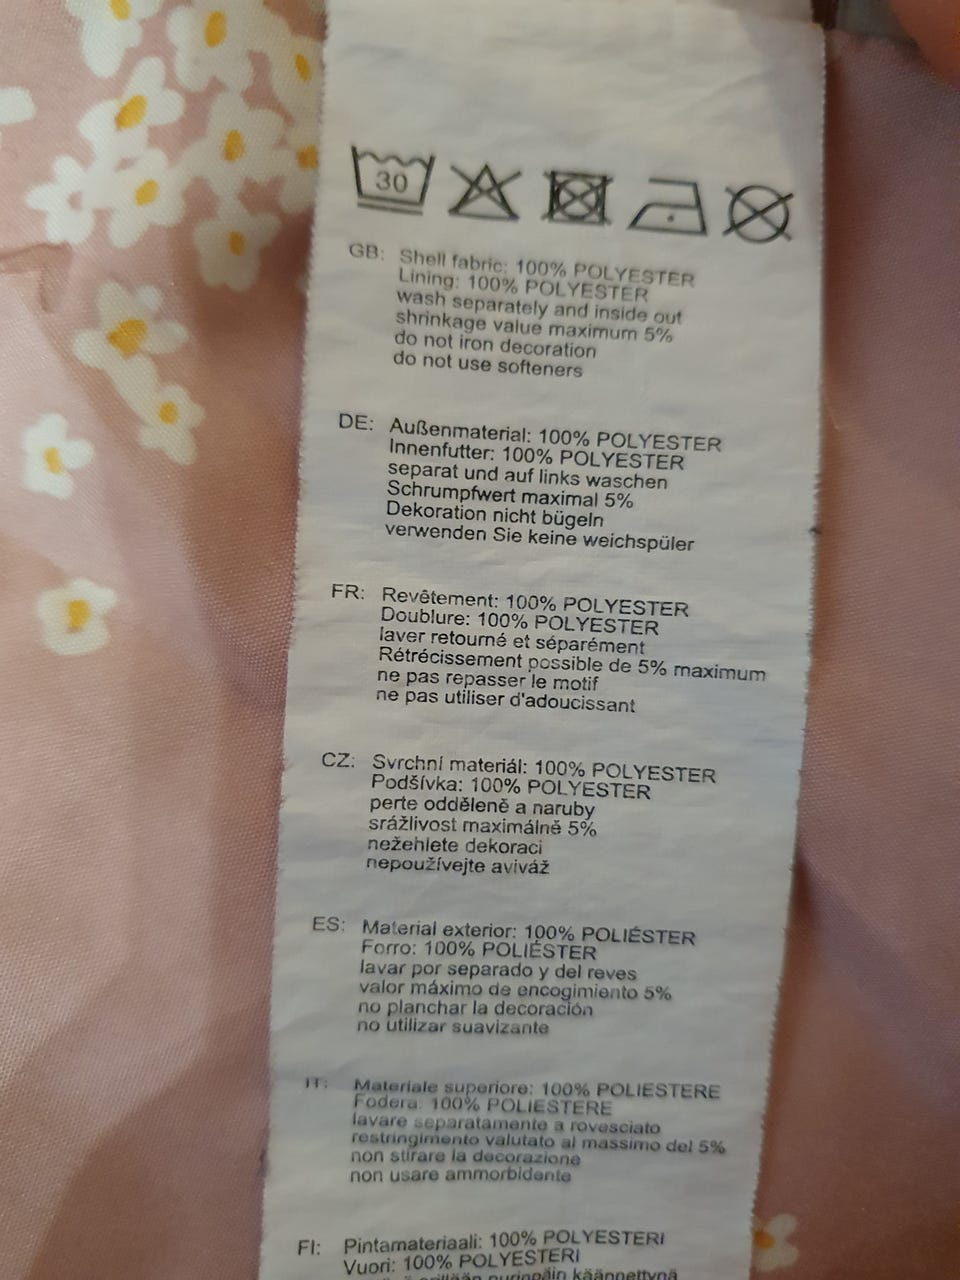 30
GB: Shell fabric: 100% POLYESTER
Lining: 100% POLYESTER
wash separately and inside out
shrinkage value maximum 5%
do not iron decoration
do not use softeners
DE: Außenmaterial: 100% POLYESTER
Innenfutter: 100% POLYESTER
separat und auf links waschen
Schrumpfwert maximal 5%
Dekoration nicht bügeln
verwenden Sie keine weichspüler
FR: Revêtement: 100% POLYESTER
Doublure: 100% POLYESTER
laver retourné et séparément
Rétrécissement possible de 5% maximum
ne pas repasser le motif
ne pas utiliser d'adoucissant
CZ: Svrchní materiál: 100% POLYESTER
Podšívka: 100% POLYESTER
perte odděleně a naruby
srážlivost maximálně 5%
nežehlete dekoraci
nepoužívejte aviváž
ES: Material exterior: 100% POLIÉSTER
Forro: 100% POLIÉSTER
lavar por separado y del reves
valor máximo de encogimiento 5%
no planchar la decoración
no utilizar suavizante
IT: Materiale superiore: 100% POLIESTERE
Fodera: 100% POLIESTERE
lavare separatamente a rovesciato
restringimento valutato al massimo del 5%
non stirare la decorazione
non usare ammorbidente
FI: Pintamateriaali: 100% POLYESTERI
Vuori: 100% POLYESTERI
erillään nurinpäin käännettynä